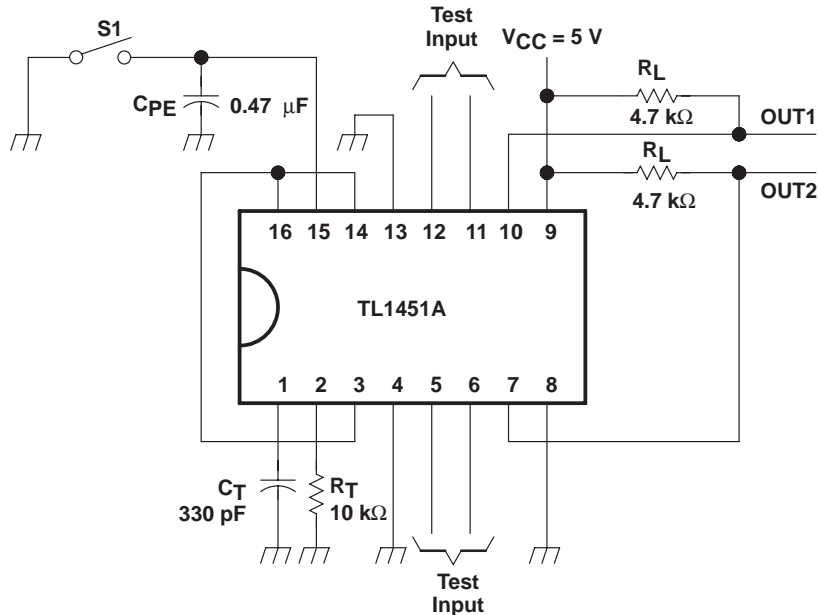 S1
Test
Input
VCC = 5 V
RL
4.7 kΩ
OUT1
CPE
0.47 μF
RL
4.7 kΩ
OUT2
16 15 14 13 12 11 10 9
TL1451A
1 2 3 4 5 6 7 8
CT
330 pF
RT
10 kΩ
Test
Input